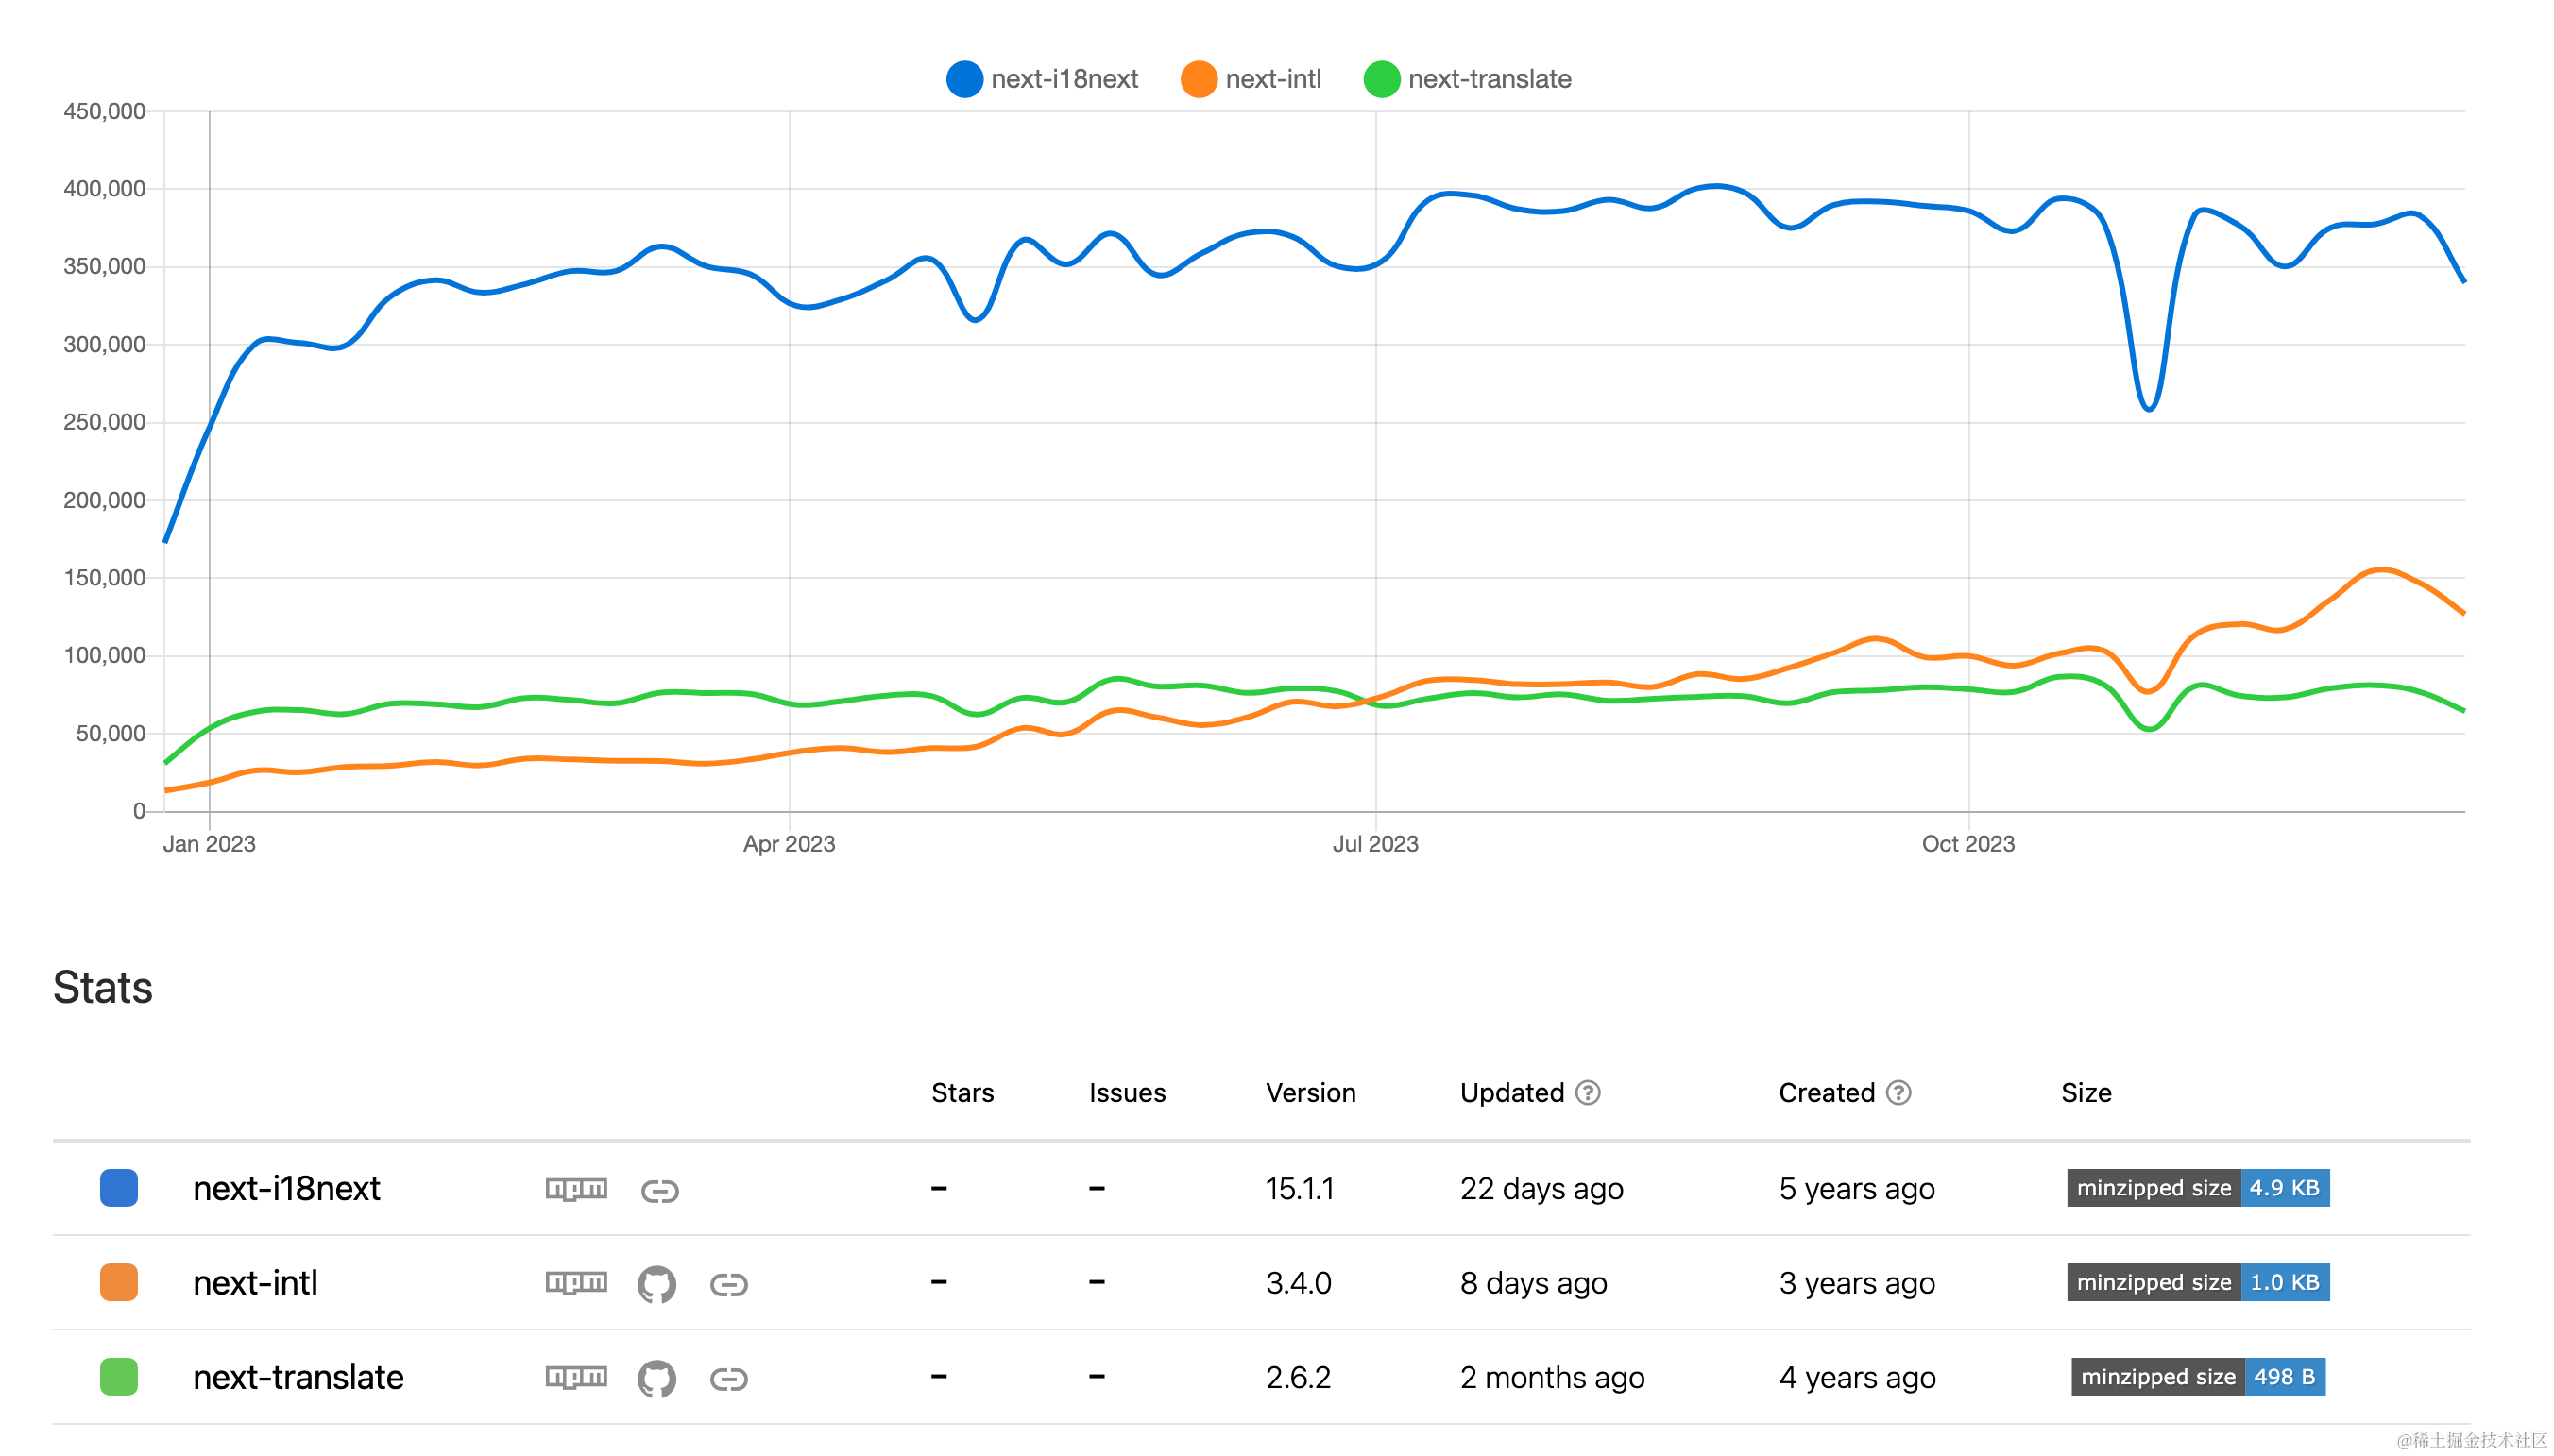 next-i18next next-intl next-translate
450,000
400,000
350,000
300,000
250,000
200,000
150,000
100,000
50,000
0
Jan 2023 Apr 2023 Jul 2023 Oct 2023
Stats
Stars Issues Version Updated ? Created ? Size
next-i18next npm – – 15.1.1 22 days ago 5 years ago minzipped size 4.9 KB
next-intl npm – – 3.4.0 8 days ago 3 years ago minzipped size 1.0 KB
next-translate npm – – 2.6.2 2 months ago 4 years ago minzipped size 498 B
@稀土掘金技术社区